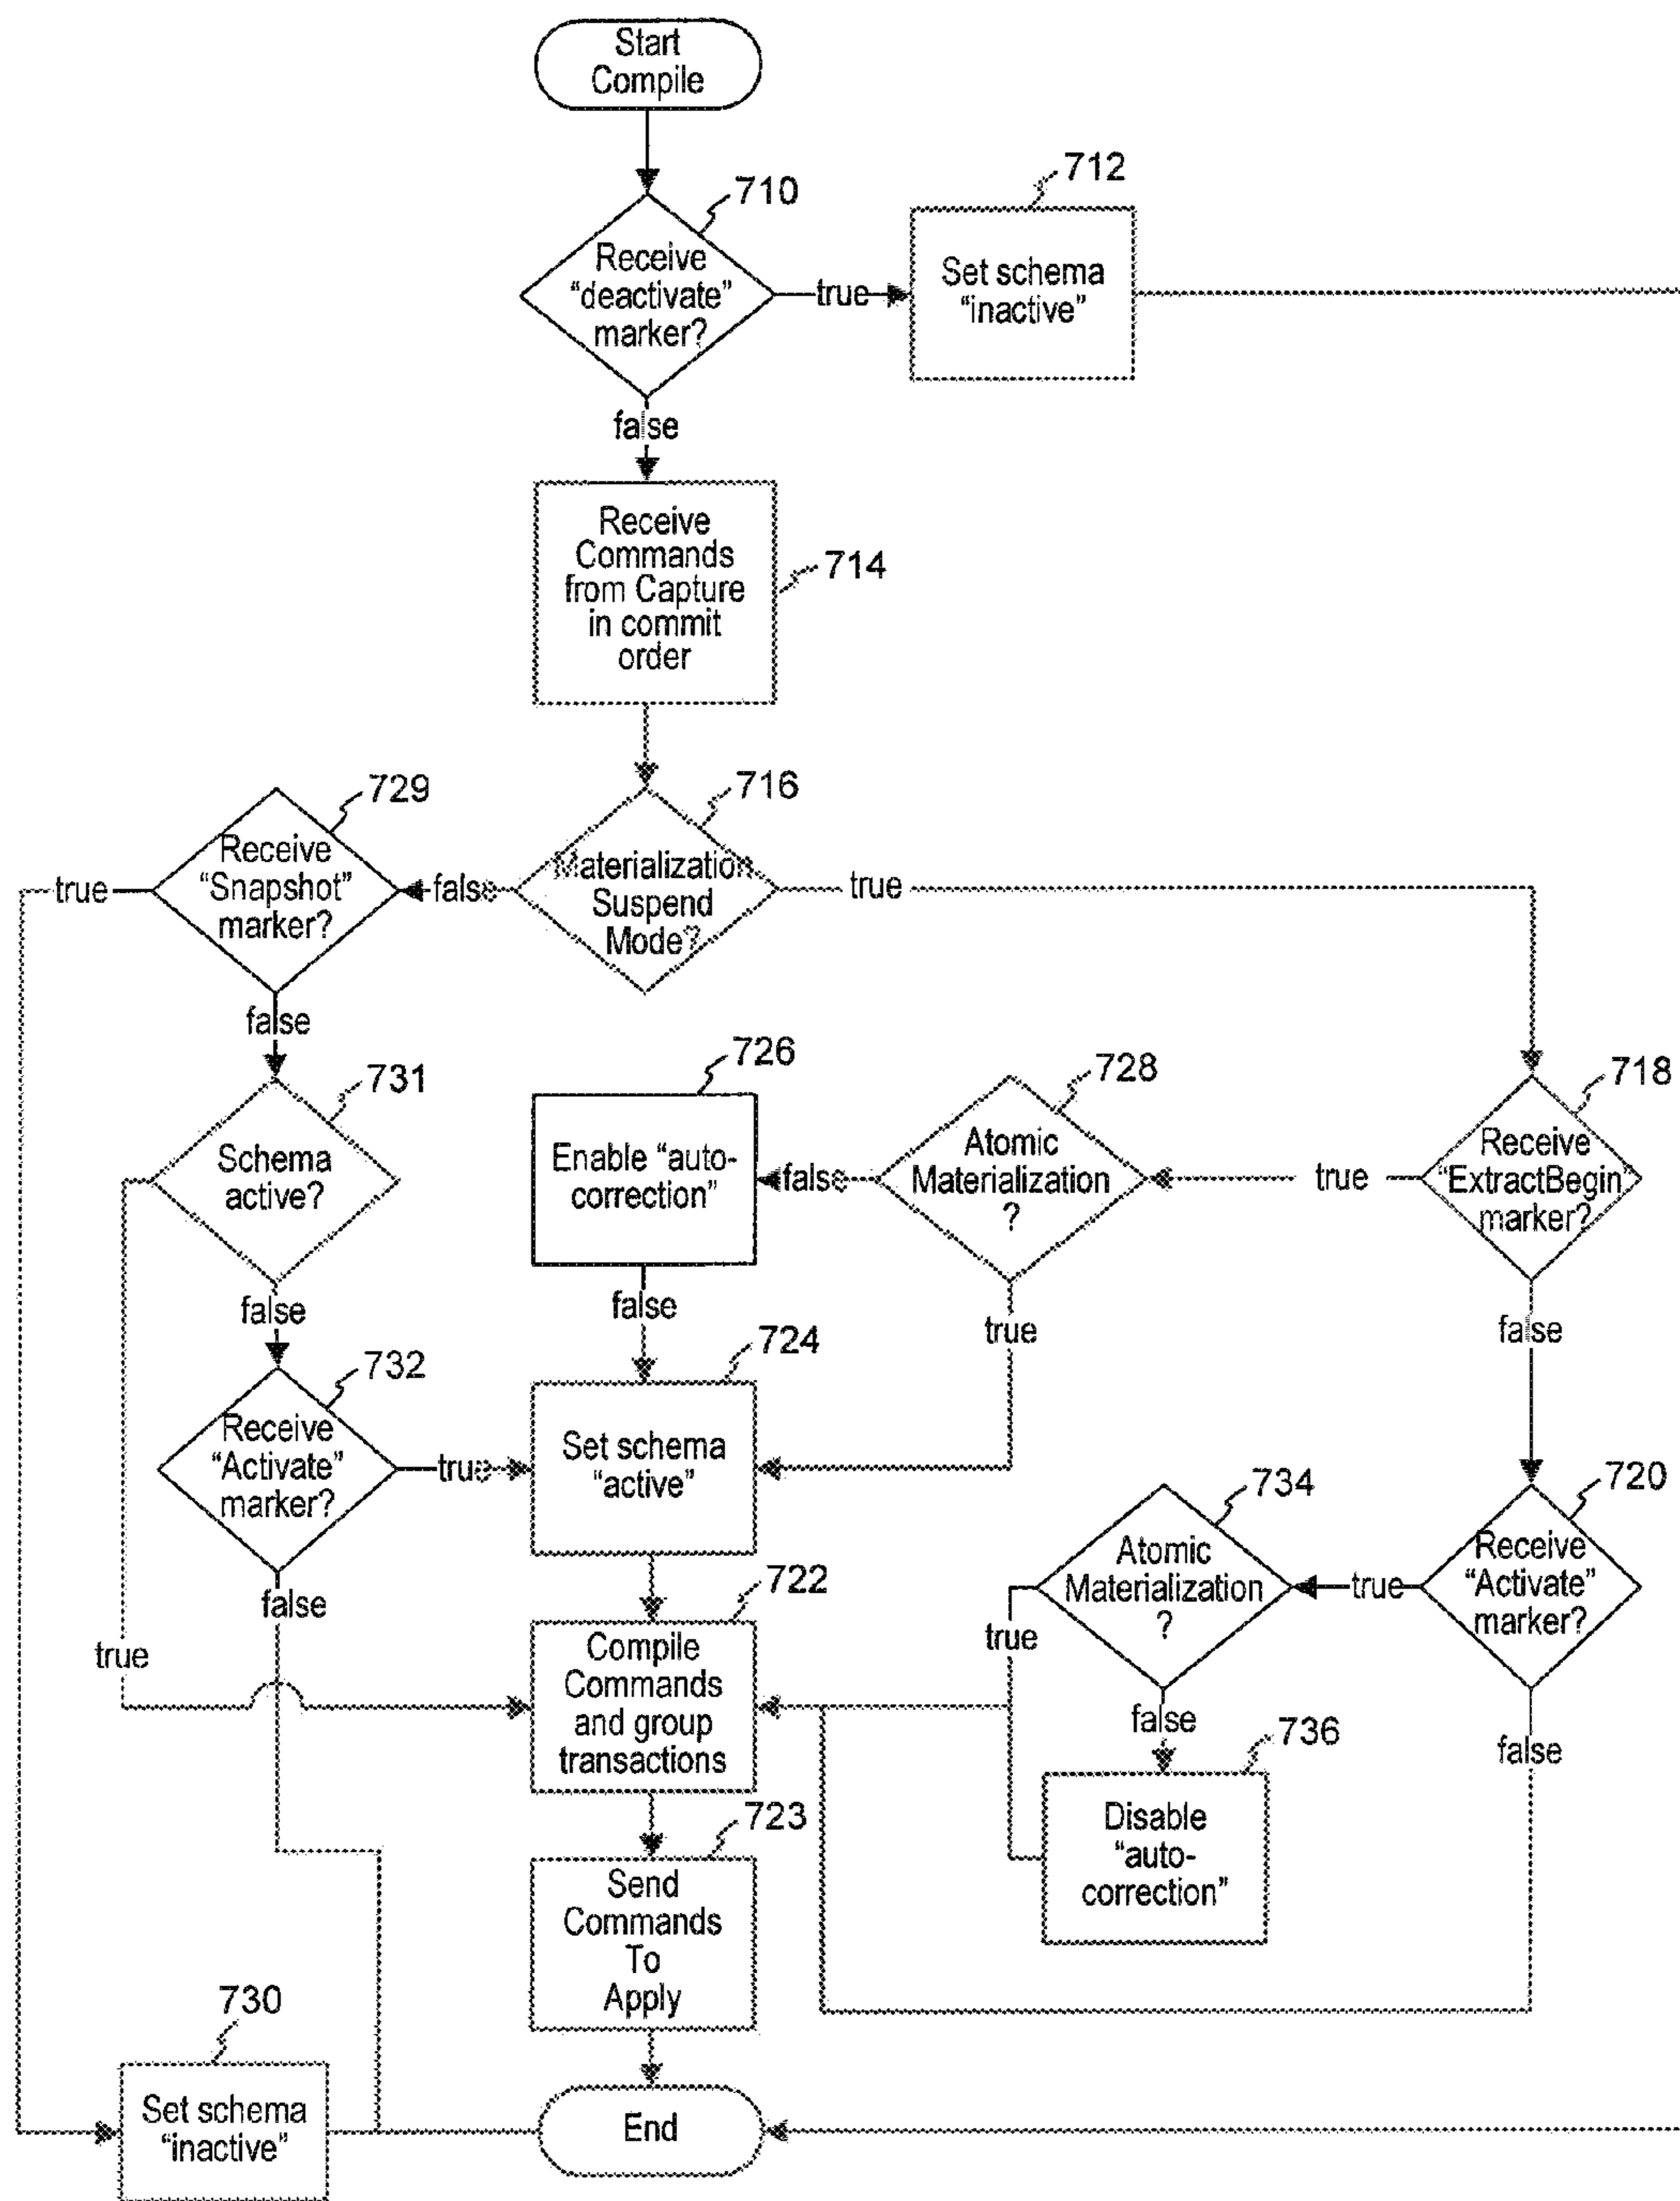 Start
Compile
710
Receive
“deactivate”
marker?
true
712
Set schema
“inactive”
false
Receive
Commands
from Capture
in commit
order
714
716
Materialization
Suspend
Mode?
false
true
729
Receive
“Snapshot”
marker?
true
false
731
Schema
active?
false
true
732
Receive
“Activate”
marker?
true
false
726
Enable “auto-
correction”
false
728
Atomic
Materialization
?
false
true
718
Receive
“ExtractBegin”
marker?
true
false
724
Set schema
“active”
720
Receive
“Activate”
marker?
true
false
734
Atomic
Materialization
?
true
false
736
Disable
“auto-
correction”
722
Compile
Commands
and group
transactions
723
Send
Commands
To
Apply
730
Set schema
“inactive”
End